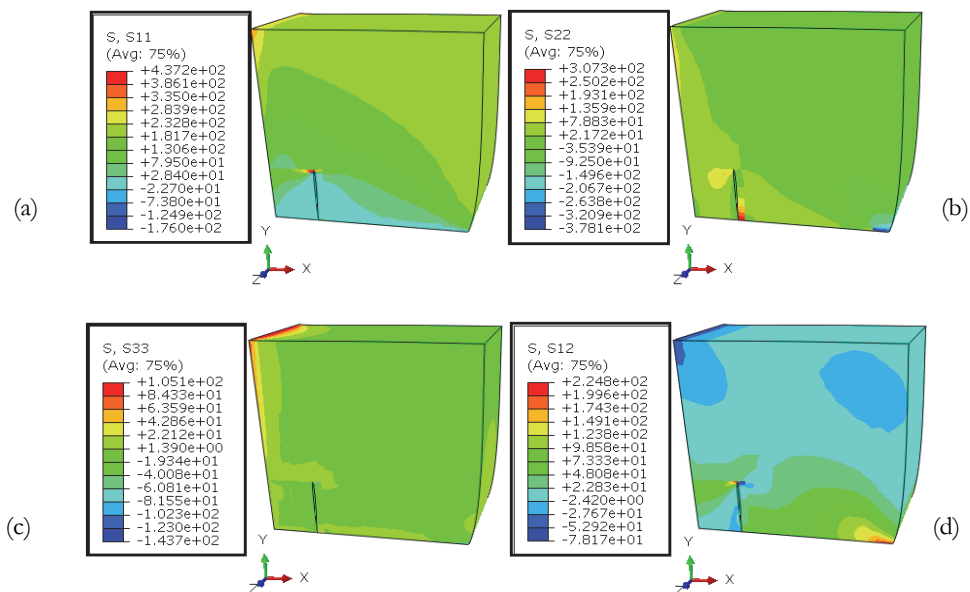 S, S11
(Avg: 75%)
+4.372e+02
+3.861e+02
+3.350e+02
+2.839e+02
+2.328e+02
+1.817e+02
+1.306e+02
+7.950e+01
+2.840e+01
-2.270e+01
-7.380e+01
-1.249e+02
-1.760e+02
(a)
Y
X
Z
S, S22
(Avg: 75%)
+3.073e+02
+2.502e+02
+1.931e+02
+1.359e+02
+7.883e+01
+2.172e+01
-3.539e+01
-9.250e+01
-1.496e+02
-2.067e+02
-2.638e+02
-3.209e+02
-3.781e+02
(b)
Y
X
Z
S, S33
(Avg: 75%)
+1.051e+02
+8.433e+01
+6.359e+01
+4.286e+01
+2.212e+01
+1.390e+00
-1.934e+01
-4.008e+01
-6.081e+01
-8.155e+01
-1.023e+02
-1.230e+02
-1.437e+02
(c)
Y
X
Z
S, S12
(Avg: 75%)
+2.248e+02
+1.996e+02
+1.743e+02
+1.491e+02
+1.238e+02
+9.858e+01
+7.333e+01
+4.808e+01
+2.283e+01
-2.420e+00
-2.767e+01
-5.292e+01
-7.817e+01
(d)
Y
X
Z